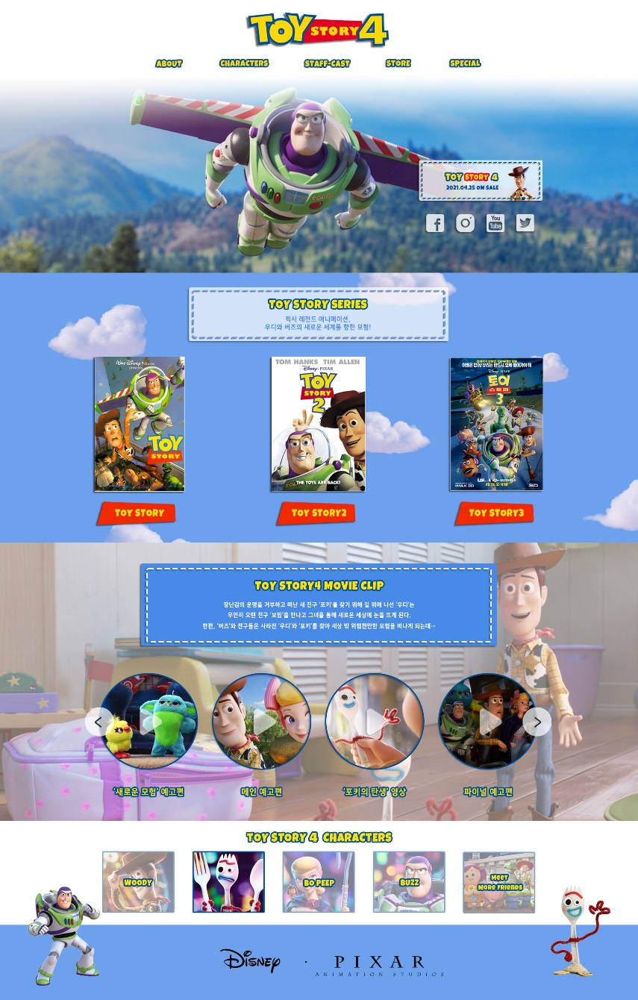 TOY STORY 4
ABOUT
CHARACTERS
STAFF-CAST
STORE
SPECIAL
TOY STORY 4
2021.04.25 ON SALE
You
Tube
TOY STORY SERIES
픽사 레전드 애니메이션,
우디와 버즈의 새로운 세계를 향한 모험!
Walt Disney Pictures
presents
TOY
STORY
TOM HANKS TIM ALLEN
Disney·PIXAR
TOY
STORY
2
THE TOYS ARE BACK!
Disney·PIXAR
토이
스토리
3
IMAX 3D
3D
TOY STORY
TOY STORY2
TOY STORY3
TOY STORY4 MOVIE CLIP
장난감의 운명을 거부하고 떠난 새 친구 '포키'를 찾기 위해 길 위에 나선 '우디'는
우연히 오랜 친구 '보핍'을 만나고 그녀를 통해 새로운 세상에 눈을 뜨게 된다.
한편, '버즈'와 친구들은 사라진 '우디'와 '포키'를 찾아 세상 밖 위험천만한 모험을 떠나게 되는데…
'새로운 모험' 예고편
메인 예고편
'포키의 탄생' 영상
파이널 예고편
TOY STORY 4 CHARACTERS
WOODY
BO PEEP
BUZZ
MEET
MORE FRIENDS
Disney · PIXAR
ANIMATION STUDIOS